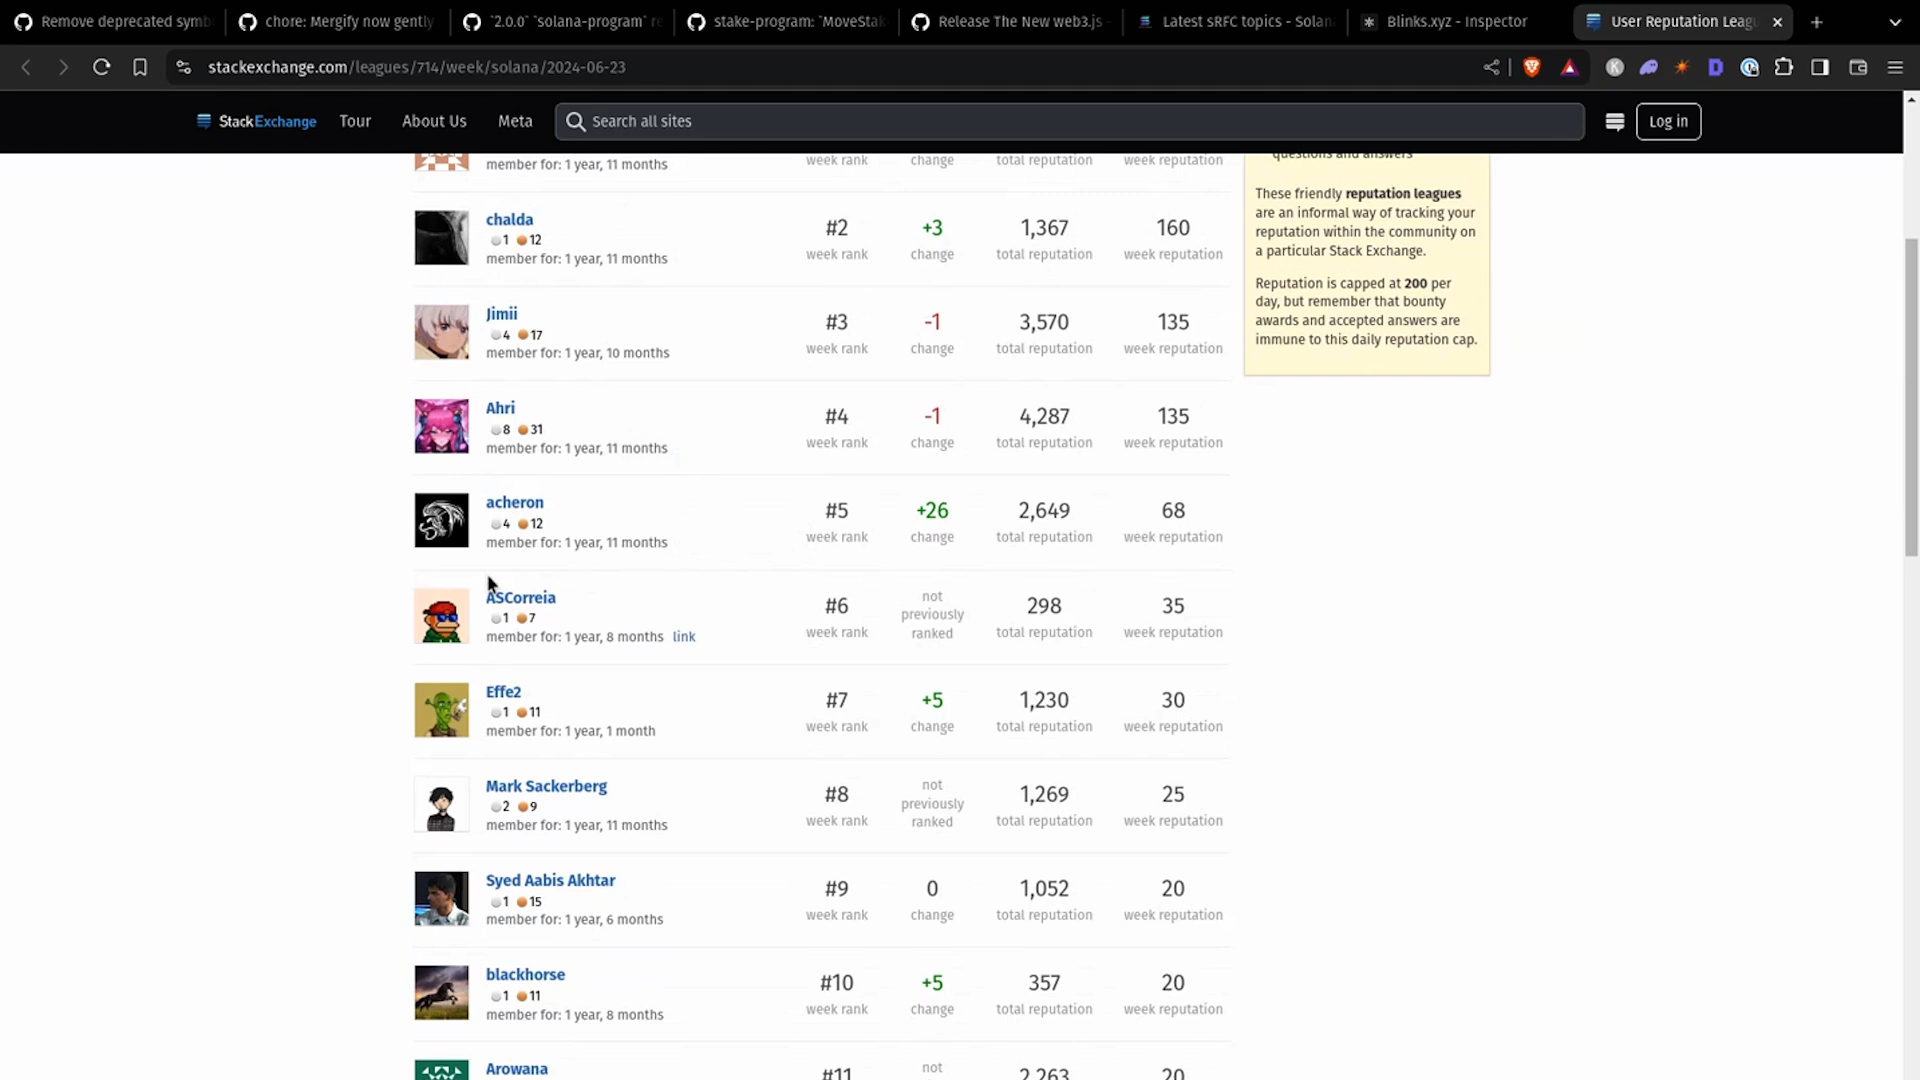 Remove deprecated symb
chore: Mergify now gently
`2.0.0` `solana-program` re
stake-program: `MoveStak
Release The New web3.js -
Latest sRFC topics - Solan
Blinks.xyz - Inspector
User Reputation Leag
stackexchange.com/leagues/714/week/solana/2024-06-23
StackExchange
Tour
About Us
Meta
Search all sites
Log in
member for: 1 year, 11 months
week rank
change
total reputation
week reputation
chalda
1 12
member for: 1 year, 11 months
#2
week rank
+3
change
1,367
total reputation
160
week reputation
Jimii
4 17
member for: 1 year, 10 months
#3
week rank
-1
change
3,570
total reputation
135
week reputation
Ahri
8 31
member for: 1 year, 11 months
#4
week rank
-1
change
4,287
total reputation
135
week reputation
acheron
4 12
member for: 1 year, 11 months
#5
week rank
+26
change
2,649
total reputation
68
week reputation
ASCorreia
1 7
member for: 1 year, 8 months link
#6
week rank
not
previously
ranked
298
total reputation
35
week reputation
Effe2
1 11
member for: 1 year, 1 month
#7
week rank
+5
change
1,230
total reputation
30
week reputation
Mark Sackerberg
2 9
member for: 1 year, 11 months
#8
week rank
not
previously
ranked
1,269
total reputation
25
week reputation
Syed Aabis Akhtar
1 15
member for: 1 year, 6 months
#9
week rank
0
change
1,052
total reputation
20
week reputation
blackhorse
1 11
member for: 1 year, 8 months
#10
week rank
+5
change
357
total reputation
20
week reputation
Arowana
#11
not
2,263
20
questions and answers
These friendly reputation leagues
are an informal way of tracking your
reputation within the community on
a particular Stack Exchange.
Reputation is capped at 200 per
day, but remember that bounty
awards and accepted answers are
immune to this daily reputation cap.